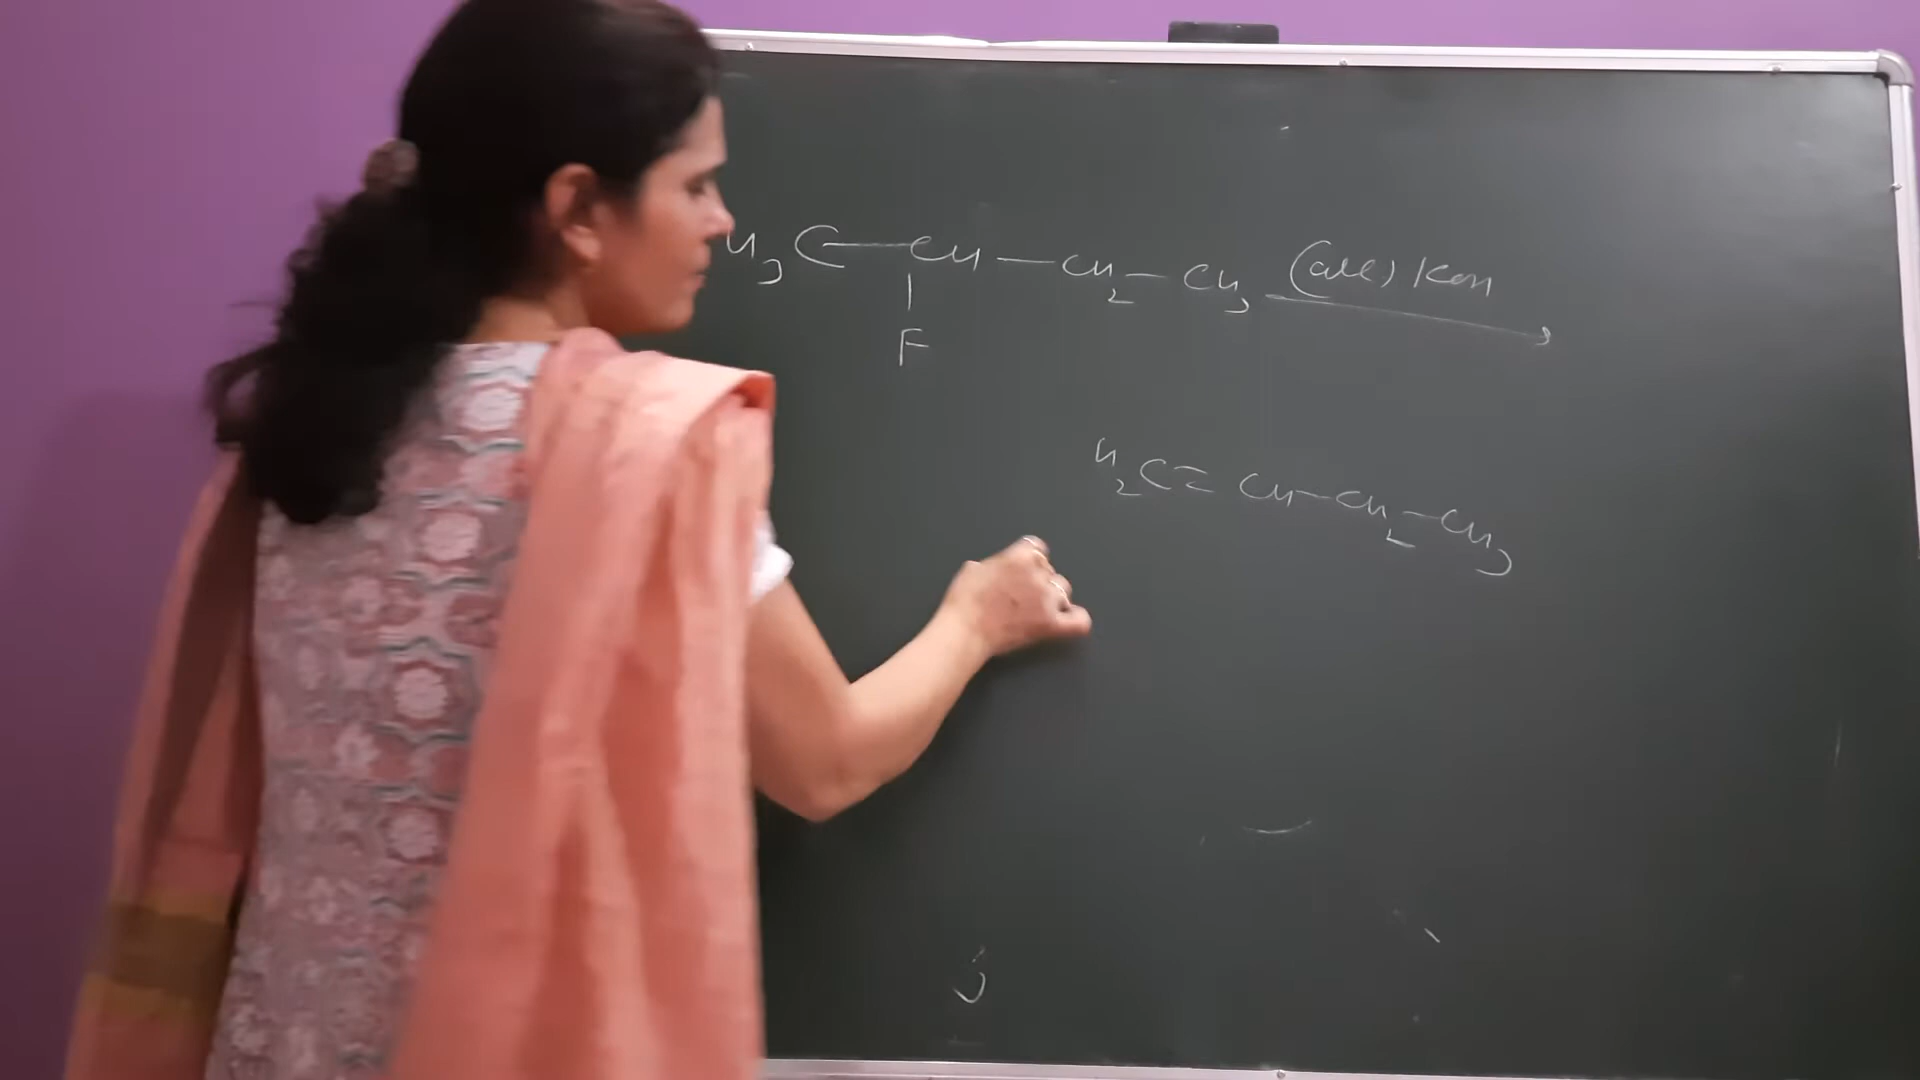 H3C—CH—CH2—CH3 (alc) KOH
|
F
H2C=CH—CH2—CH3